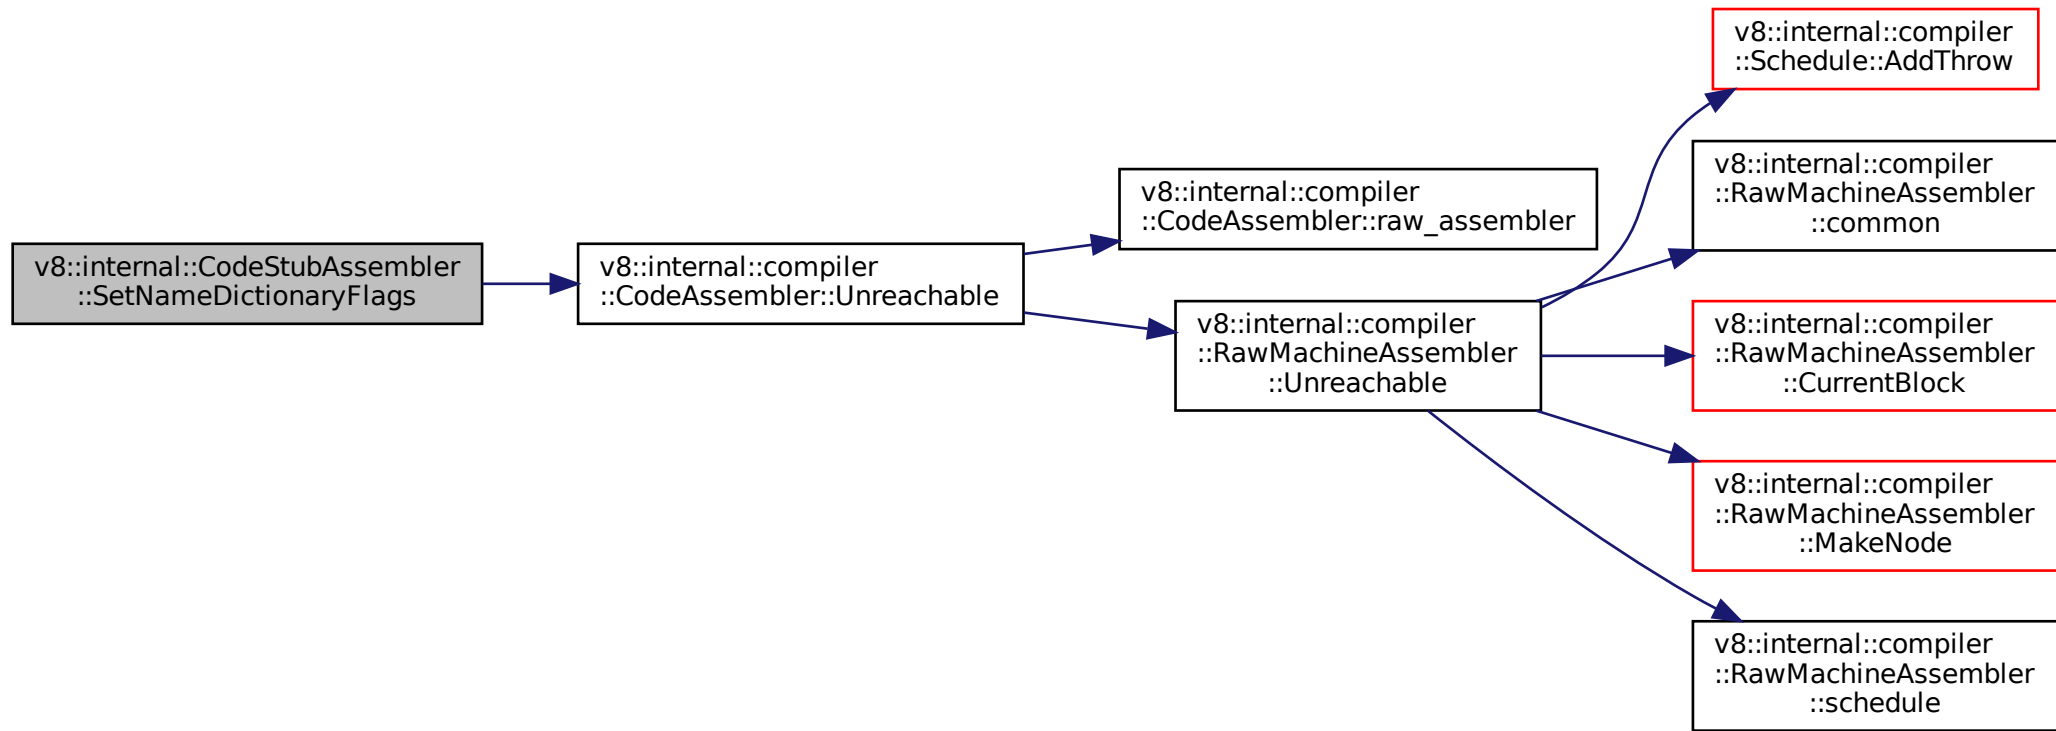 v8::internal::CodeStubAssembler
::SetNameDictionaryFlags
v8::internal::compiler
::CodeAssembler::Unreachable
v8::internal::compiler
::CodeAssembler::raw_assembler
v8::internal::compiler
::RawMachineAssembler
::Unreachable
v8::internal::compiler
::Schedule::AddThrow
v8::internal::compiler
::RawMachineAssembler
::common
v8::internal::compiler
::RawMachineAssembler
::CurrentBlock
v8::internal::compiler
::RawMachineAssembler
::MakeNode
v8::internal::compiler
::RawMachineAssembler
::schedule